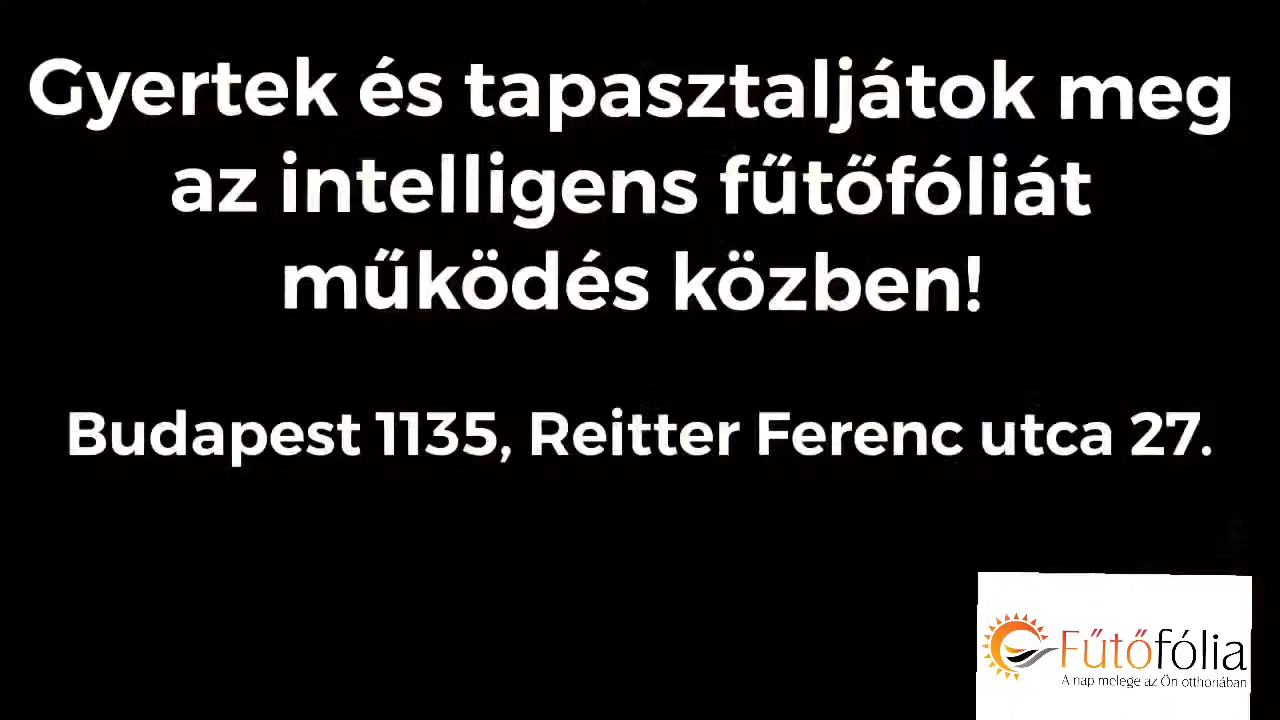 Gyertek és tapasztaljátok meg
az intelligens fűtőfóliát
működés közben!
Budapest 1135, Reitter Ferenc utca 27.
Fűtőfólia
A nap melege az Ön otthonában